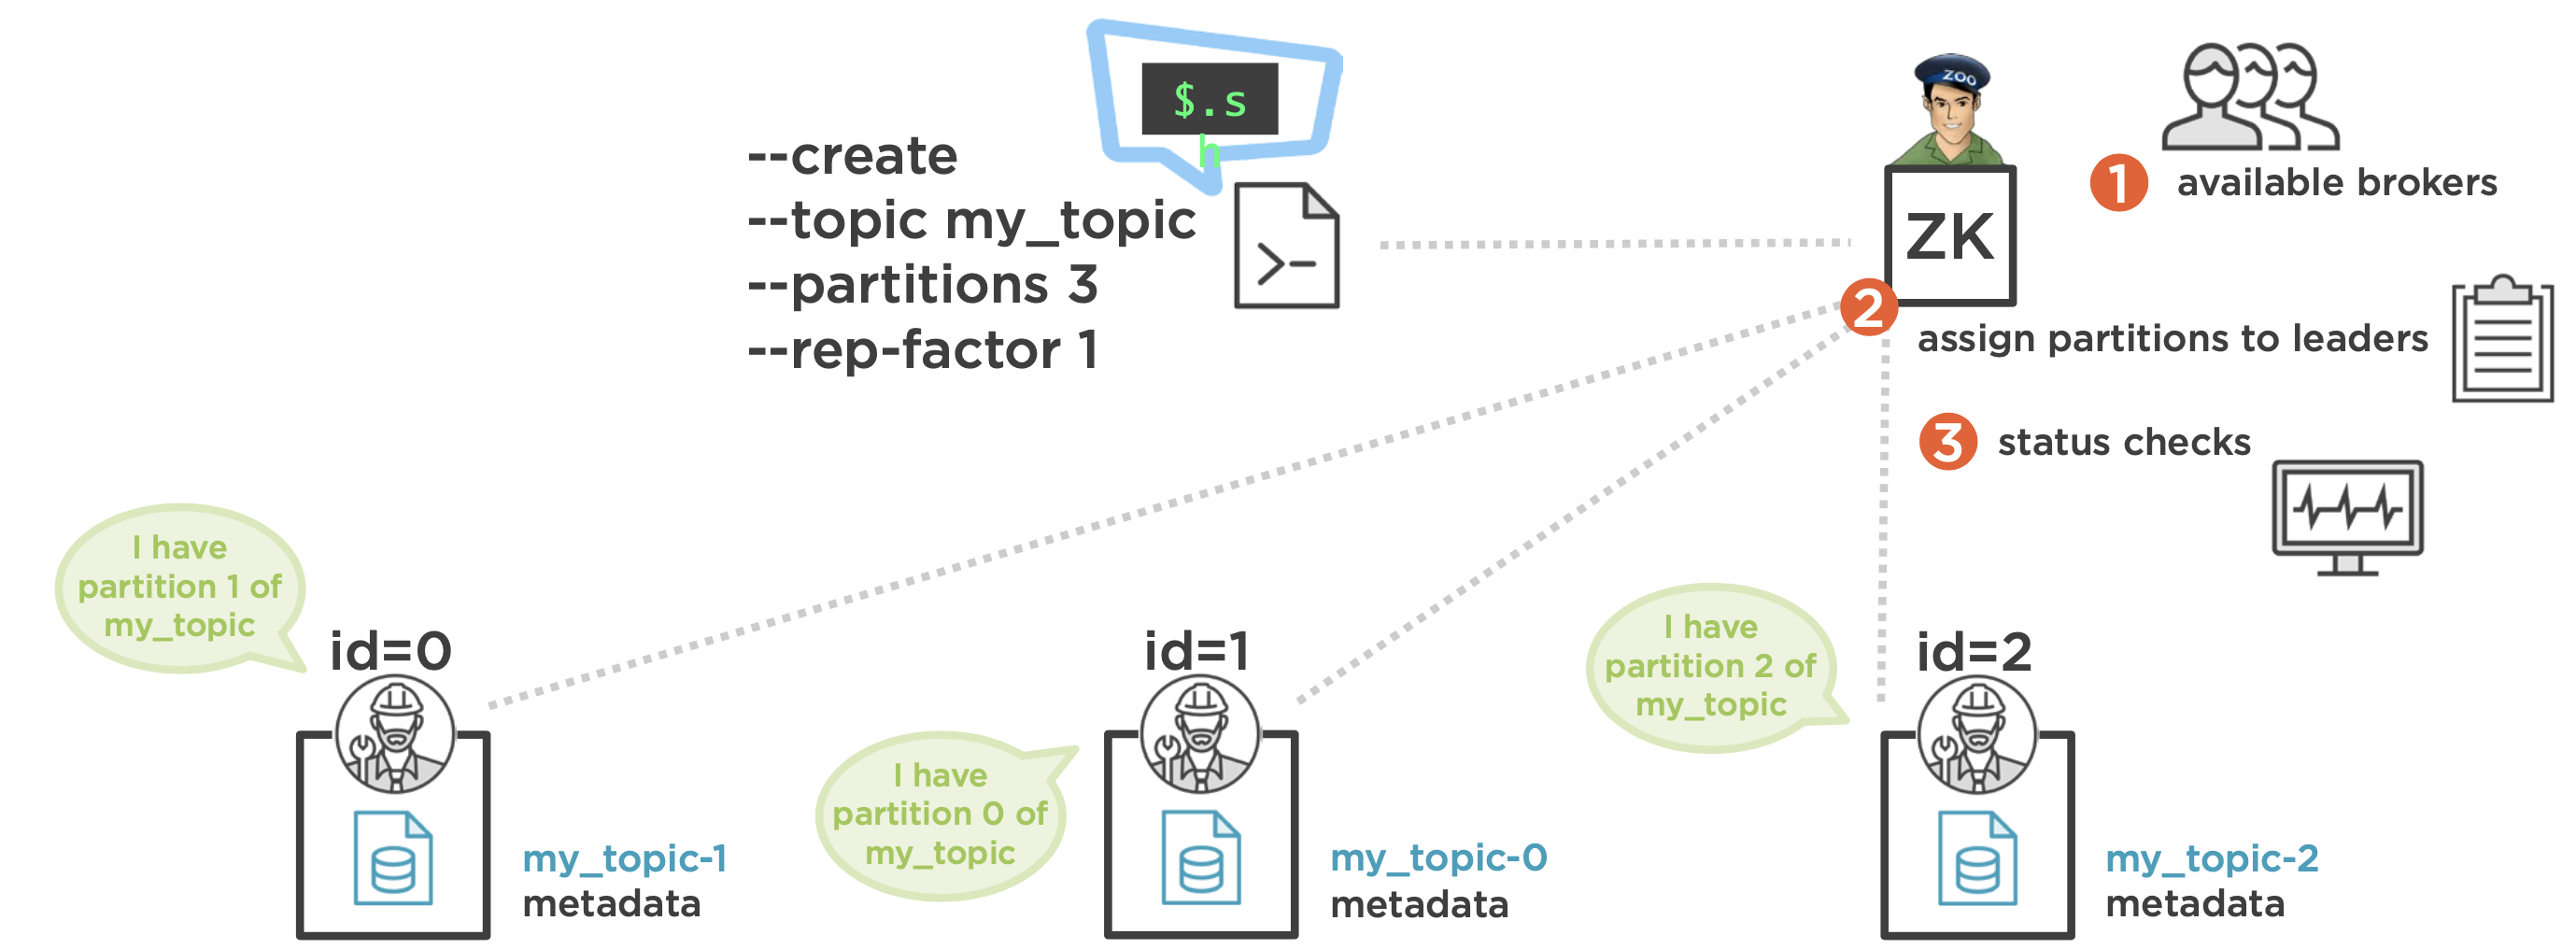 $.s
h
--create
--topic my_topic
--partitions 3
--rep-factor 1
ZOO
ZK
1 available brokers
2
assign partitions to leaders
3 status checks
I have
partition 1 of
my_topic
id=0
my_topic-1
metadata
I have
partition 0 of
my_topic
id=1
my_topic-0
metadata
I have
partition 2 of
my_topic
id=2
my_topic-2
metadata